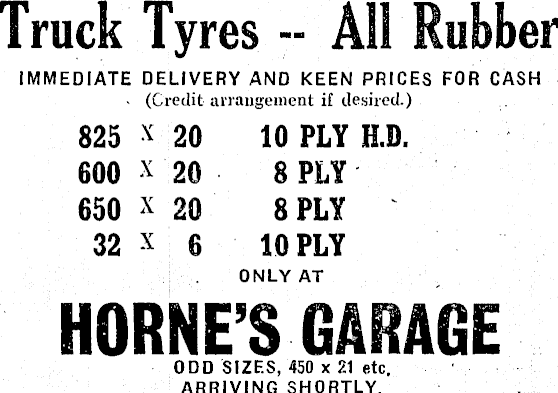 Truck Tyres -- All Rubber
IMMEDIATE DELIVERY AND KEEN PRICES FOR CASH
(Credit arrangement if desired.)
825 X 20 10 PLY H.D.
600 X 20 8 PLY
650 X 20 8 PLY
32 X 6 10 PLY
ONLY AT
HORNE'S GARAGE
ODD SIZES, 450 x 21 etc.
ARRIVING SHORTLY.